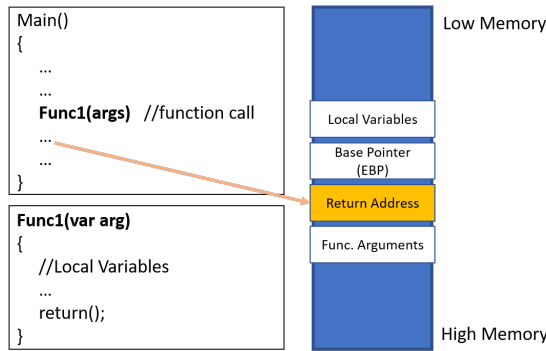 Main()
{
...
...
Func1(args) //function call
...
...
}
Func1(var arg)
{
//Local Variables
...
return();
}
Low Memory
Local Variables
Base Pointer
(EBP)
Return Address
Func. Arguments
High Memory